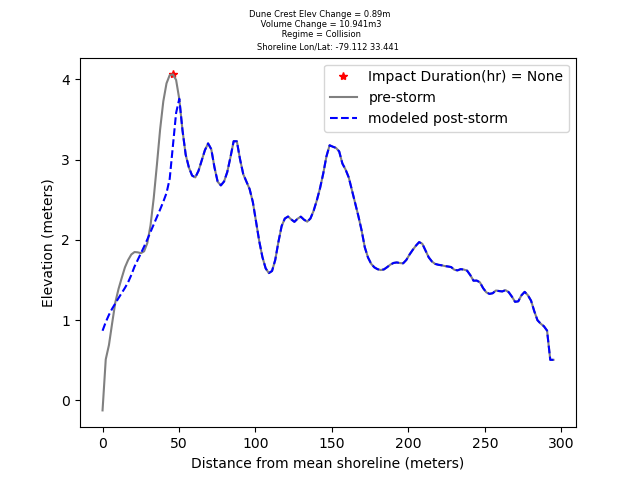 Dune Crest Elev Change = 0.89m
Volume Change = 10.941m3
Regime = Collision
Shoreline Lon/Lat: -79.112 33.441
Impact Duration(hr) = None
pre-storm
modeled post-storm
Elevation (meters)
4
3
2
1
0
0 50 100 150 200 250 300
Distance from mean shoreline (meters)